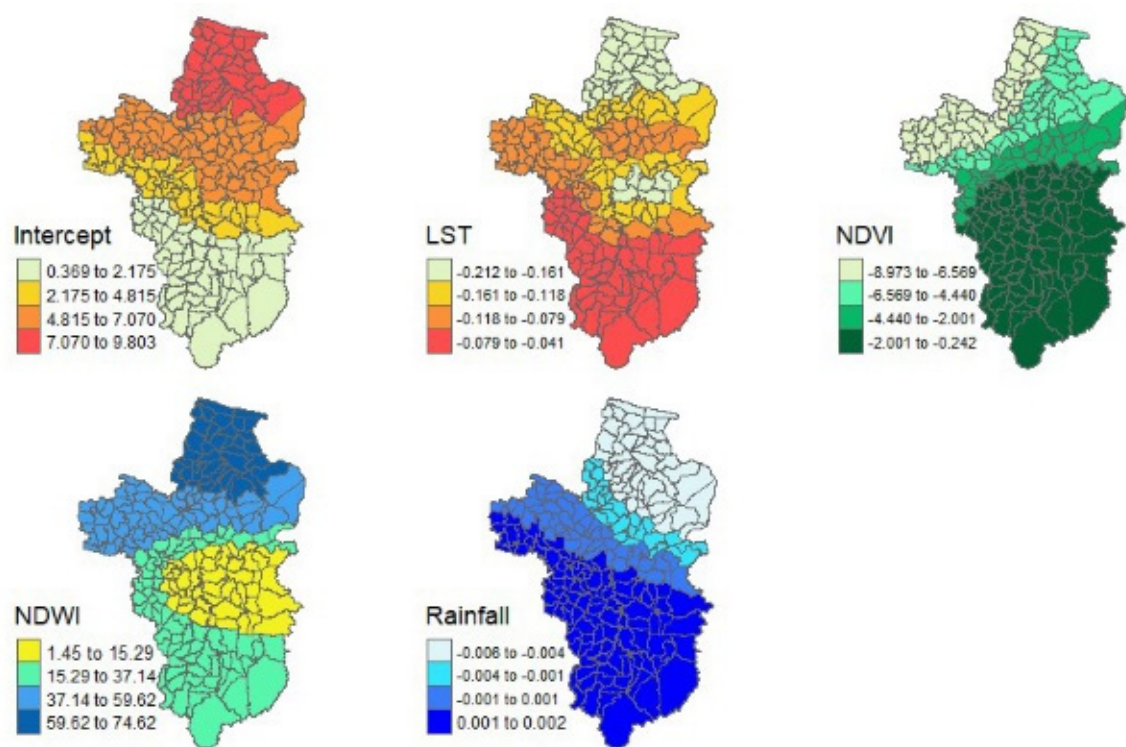 Intercept
0.369 to 2.175
2.175 to 4.815
4.815 to 7.070
7.070 to 9.803
LST
-0.212 to -0.161
-0.161 to -0.118
-0.118 to -0.079
-0.079 to -0.041
NDVI
-8.973 to -6.569
-6.569 to -4.440
-4.440 to -2.001
-2.001 to -0.242
NDWI
1.45 to 15.29
15.29 to 37.14
37.14 to 59.62
59.62 to 74.62
Rainfall
-0.006 to -0.004
-0.004 to -0.001
-0.001 to 0.001
0.001 to 0.002